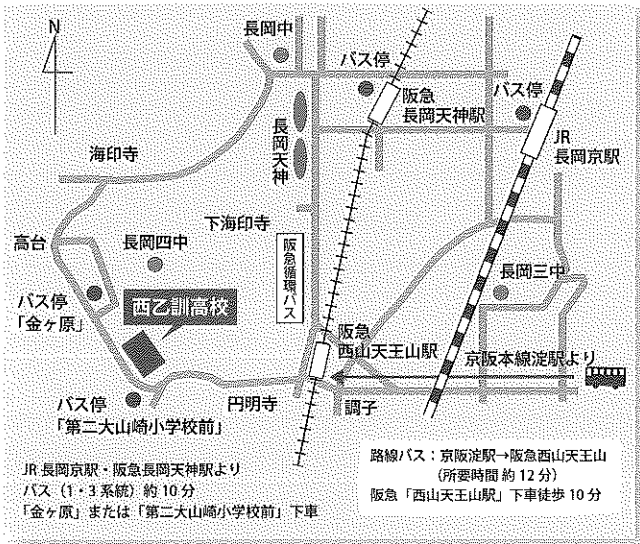 N
長岡中
バス停
阪急
長岡天神駅
バス停
JR
長岡京駅
長岡天神
海印寺
下海印寺
高台
長岡四中
阪急循環バス
長岡三中
バス停
「金ヶ原」
西乙訓高校
阪急
西山天王山駅
京阪本線淀駅より
円明寺
調子
バス停
「第二大山崎小学校前」
JR長岡京駅・阪急長岡天神駅より
バス（1・3系統）約10分
「金ヶ原」または「第二大山崎小学校前」下車
路線バス：京阪淀駅→阪急西山天王山
（所要時間 約12分）
阪急「西山天王山駅」下車徒歩10分